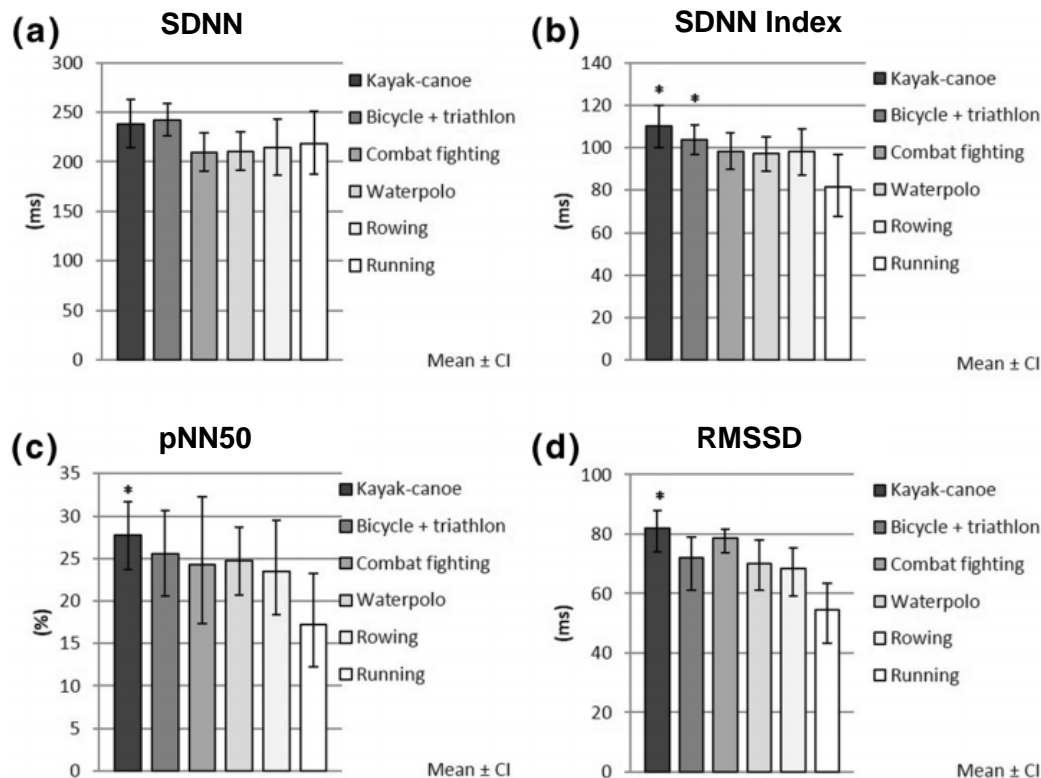 (a)
SDNN
300
250
200
150
100
50
0
(ms)
Kayak-canoe
Bicycle + triathlon
Combat fighting
Waterpolo
Rowing
Running
Mean ± CI
(b)
SDNN Index
140
120
100
80
60
40
20
0
(ms)
* *
Kayak-canoe
Bicycle + triathlon
Combat fighting
Waterpolo
Rowing
Running
Mean ± CI
(c)
pNN50
35
30
25
20
15
10
5
0
(%)
*
Kayak-canoe
Bicycle + triathlon
Combat fighting
Waterpolo
Rowing
Running
Mean ± CI
(d)
RMSSD
100
80
60
40
20
0
(ms)
*
Kayak-canoe
Bicycle + triathlon
Combat fighting
Waterpolo
Rowing
Running
Mean ± CI